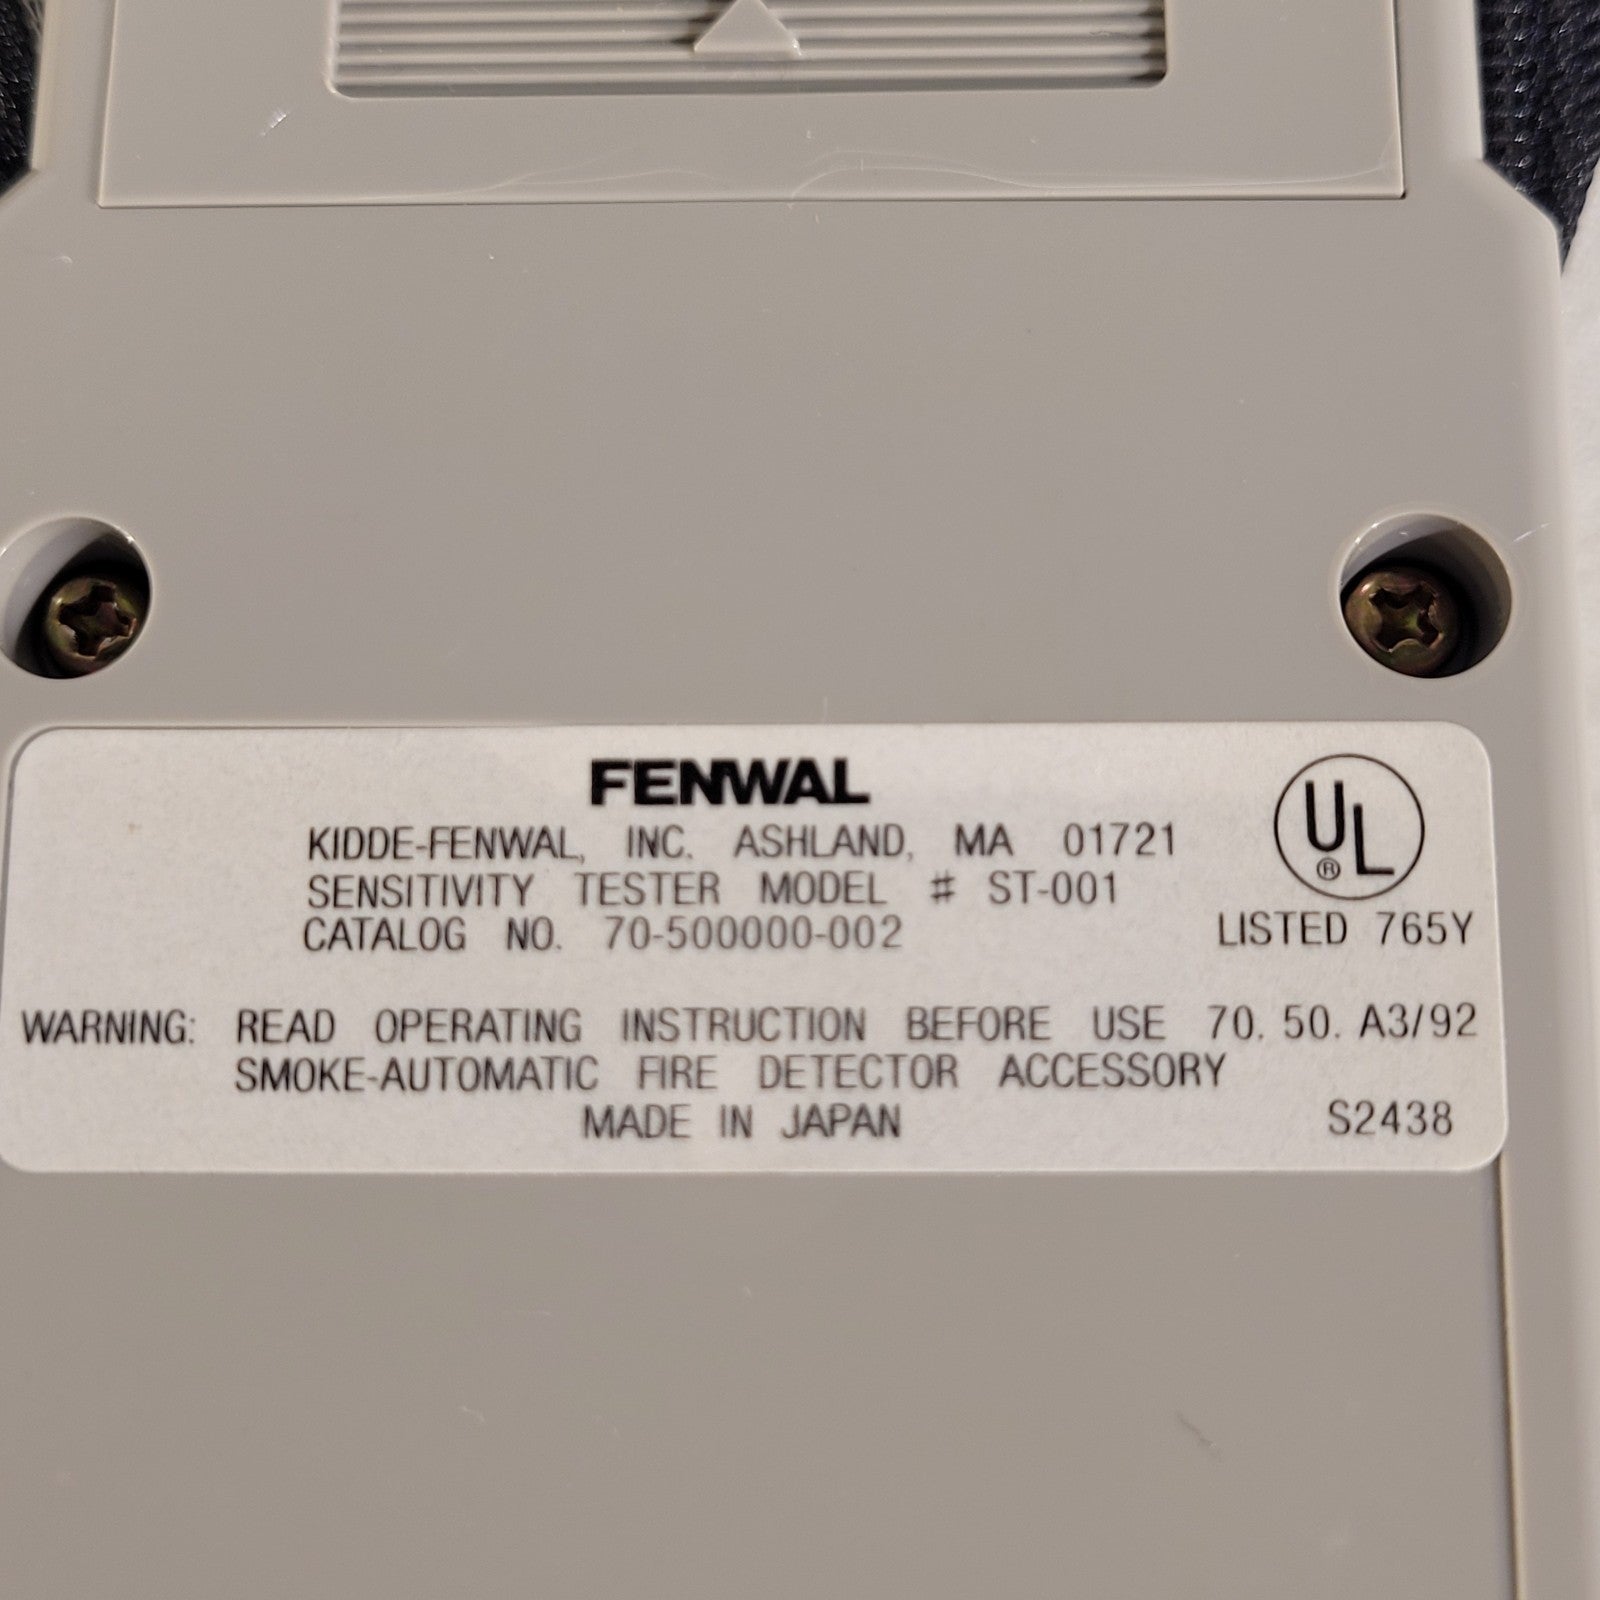 FENWAL
KIDDE-FENWAL, INC. ASHLAND, MA 01721
SENSITIVITY TESTER MODEL # ST-001
CATALOG NO. 70-500000-002
UL
®
LISTED 765Y
WARNING: READ OPERATING INSTRUCTION BEFORE USE 70. 50. A3/92
SMOKE-AUTOMATIC FIRE DETECTOR ACCESSORY
MADE IN JAPAN S2438